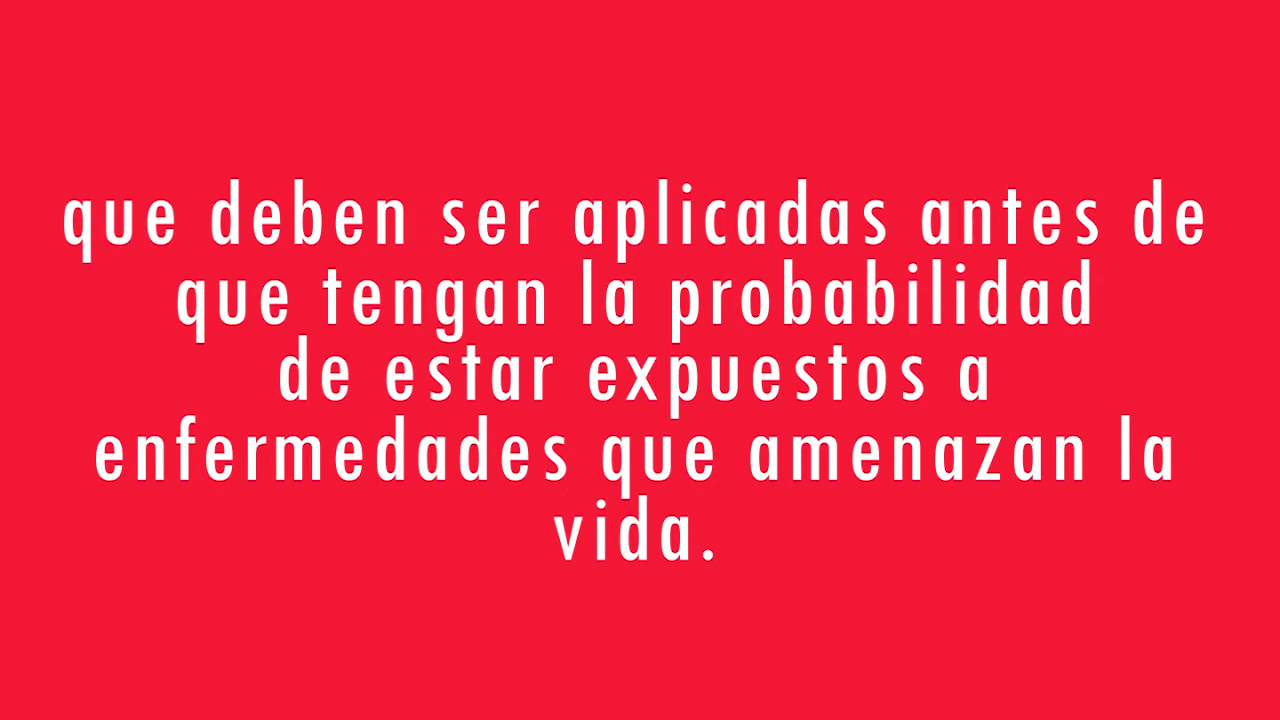 que deben ser aplicadas antes de
que tengan la probabilidad
de estar expuestos a
enfermedades que amenazan la
vida.